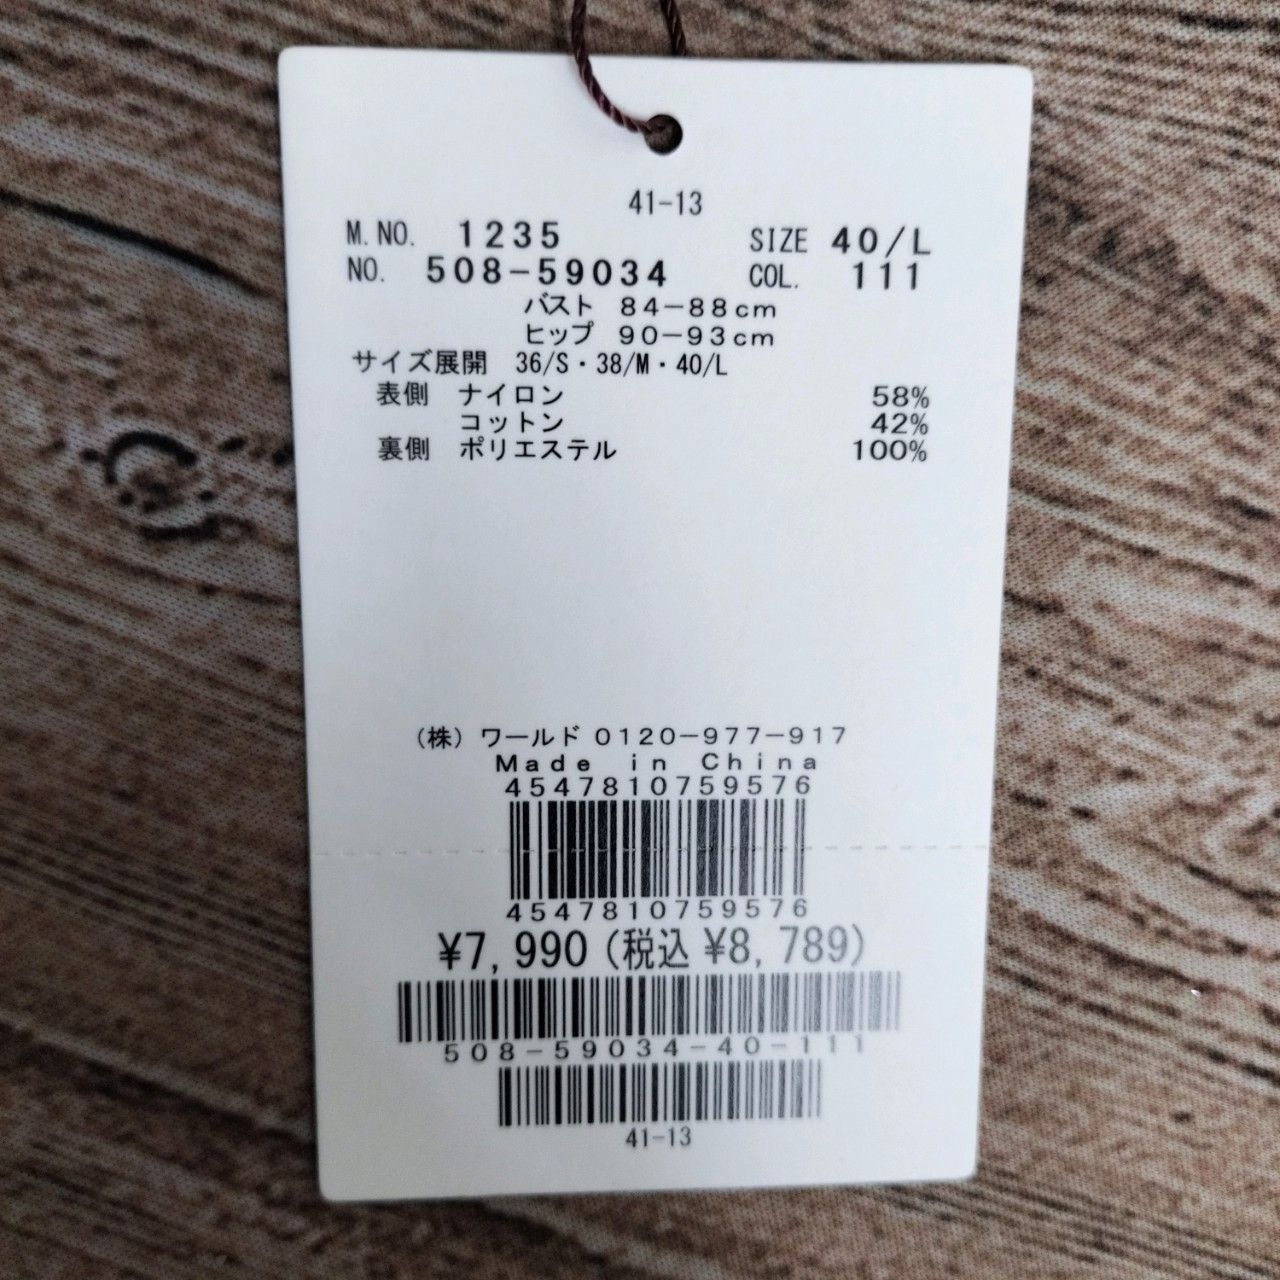 41-13
M.NO. 1235 SIZE 40/L
NO. 508-59034 COL. 111
バスト 84-88cm
ヒップ 90-93cm
サイズ展開 36/S・38/M・40/L
表側 ナイロン 58%
コットン 42%
裏側 ポリエステル 100%
(株)ワールド 0120-977-917
Made in China
4547810759576
4547810759576
¥7,990(税込 ¥8,789)
508-59034-40-111
41-13